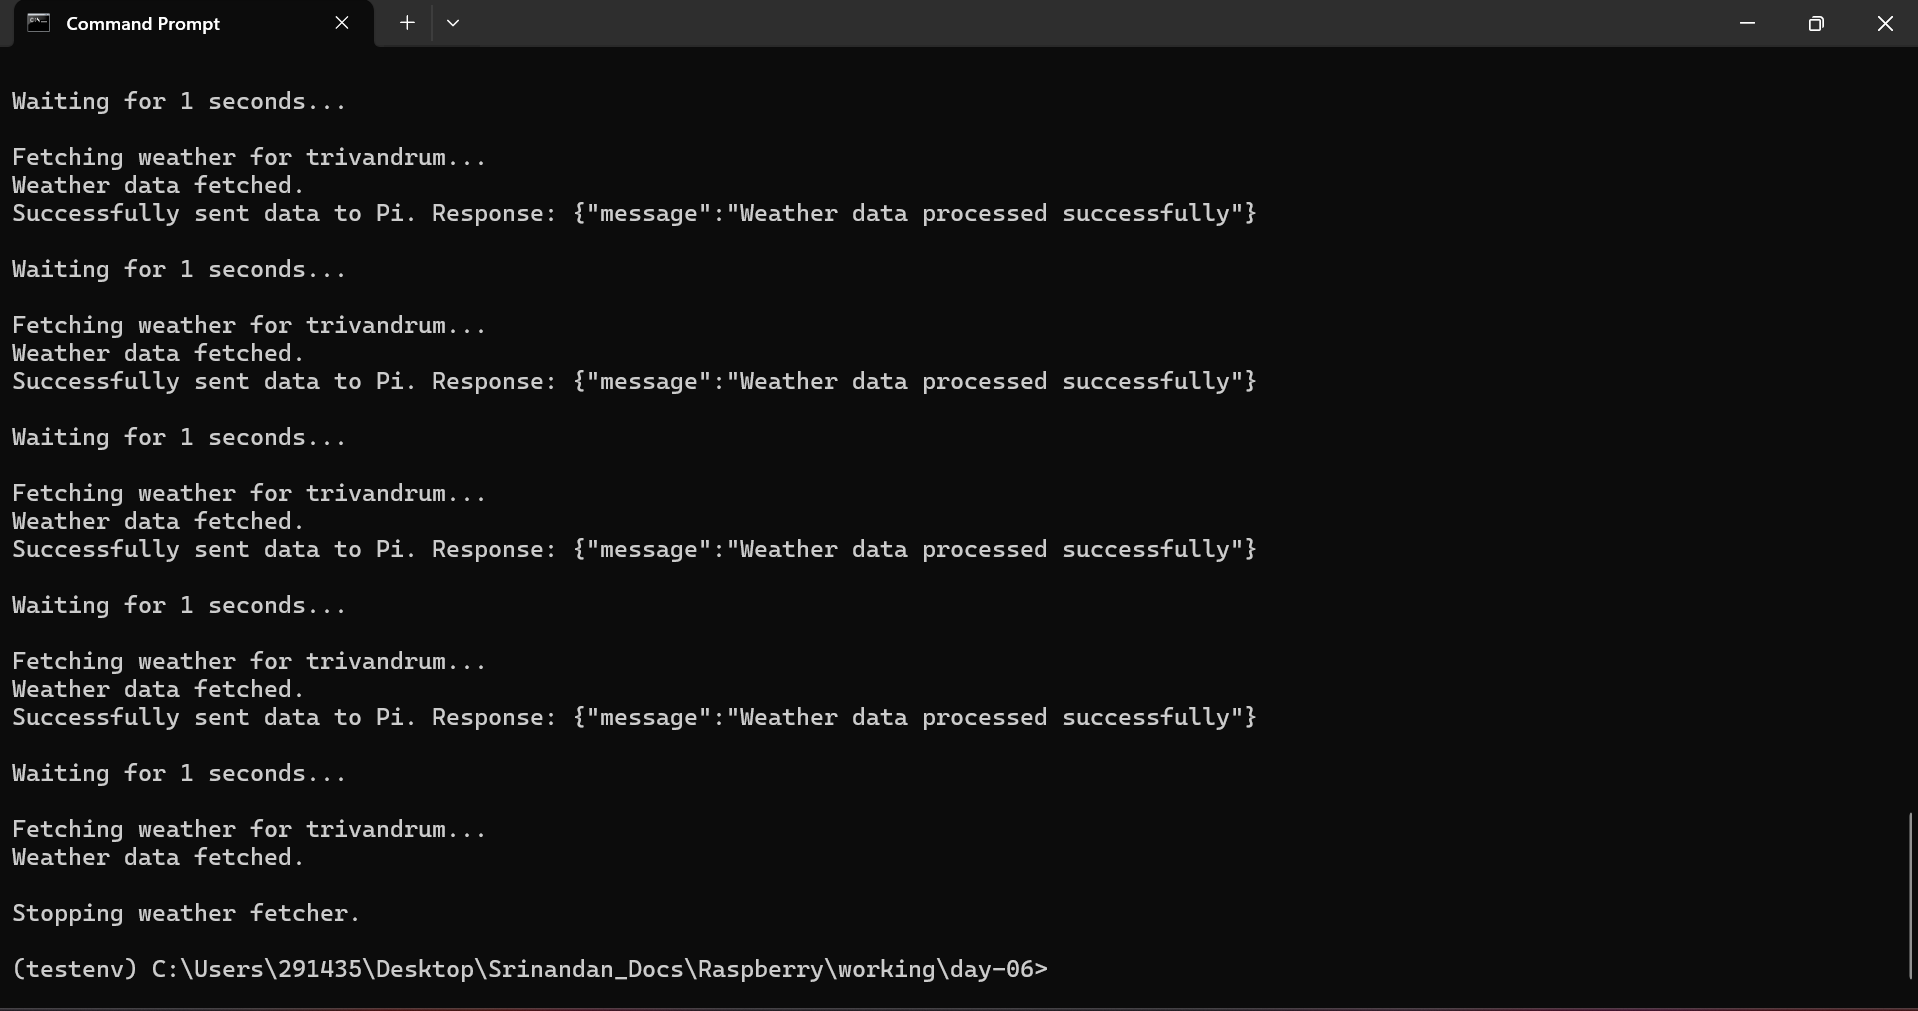 Command Prompt
Waiting for 1 seconds...
Fetching weather for trivandrum...
Weather data fetched.
Successfully sent data to Pi. Response: {"message":"Weather data processed successfully"}
Waiting for 1 seconds...
Fetching weather for trivandrum...
Weather data fetched.
Successfully sent data to Pi. Response: {"message":"Weather data processed successfully"}
Waiting for 1 seconds...
Fetching weather for trivandrum...
Weather data fetched.
Successfully sent data to Pi. Response: {"message":"Weather data processed successfully"}
Waiting for 1 seconds...
Fetching weather for trivandrum...
Weather data fetched.
Successfully sent data to Pi. Response: {"message":"Weather data processed successfully"}
Waiting for 1 seconds...
Fetching weather for trivandrum...
Weather data fetched.
Stopping weather fetcher.
(testenv) C:\Users\291435\Desktop\Srinandan_Docs\Raspberry\working\day-06>